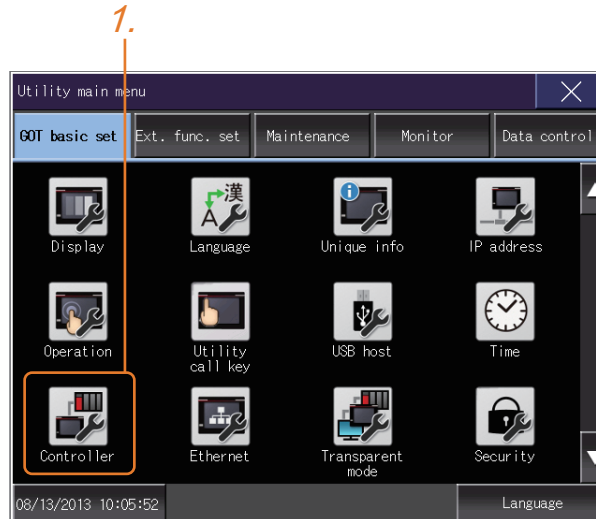 1.
Utility main menu
GOT basic set Ext. func. set Maintenance Monitor Data control
漢
A
Display Language Unique info IP address
Operation Utility call key USB host Time
Controller Ethernet Transparent mode Security
08/13/2013 10:05:52 Language